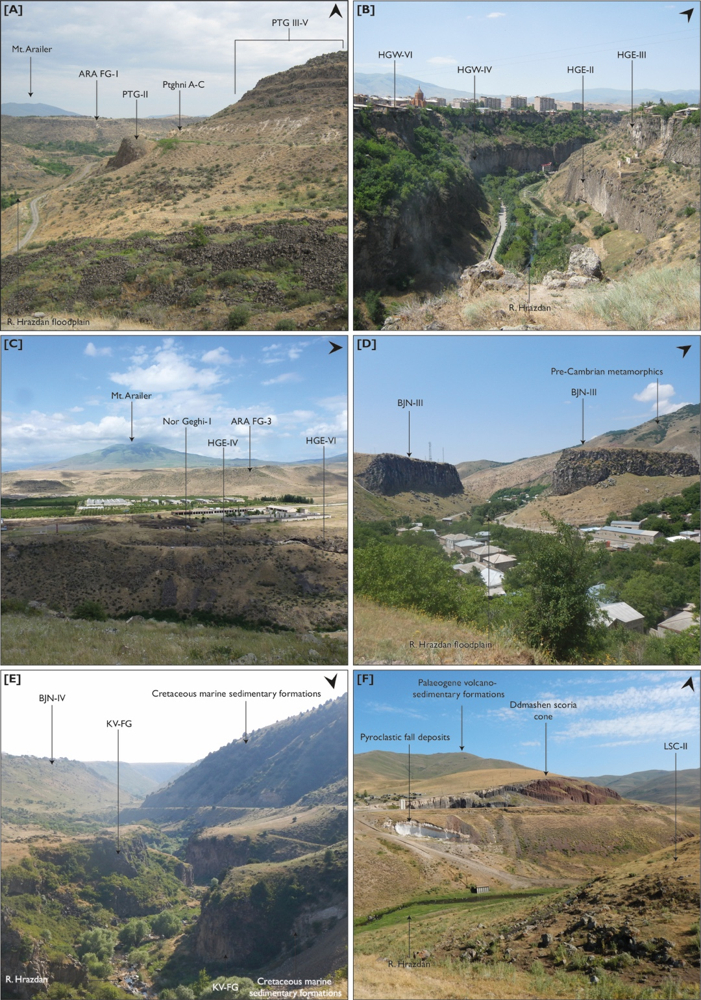 [A]
PTG III-V
Mt. Arailer
ARA FG-1
Ptghni A-C
PTG-II
R. Hrazdan floodplain
[B]
HGW-VI
HGE-III
HGW-IV
HGE-II
R. Hrazdan
[C]
Mt. Arailer
Nor Geghi-1
ARA FG-3
HGE-IV
HGE-VI
[D]
Pre-Cambrian metamorphics
BJN-III
BJN-III
R. Hrazdan floodplain
[E]
Cretaceous marine sedimentary formations
BJN-IV
KV-FG
R. Hrazdan
KV-FG
Cretaceous marine
sedimentary formations
[F]
Palaeogene volcano-
sedimentary formations
Ddmashen scoria
cone
Pyroclastic fall deposits
LSC-II
R. Hrazdan